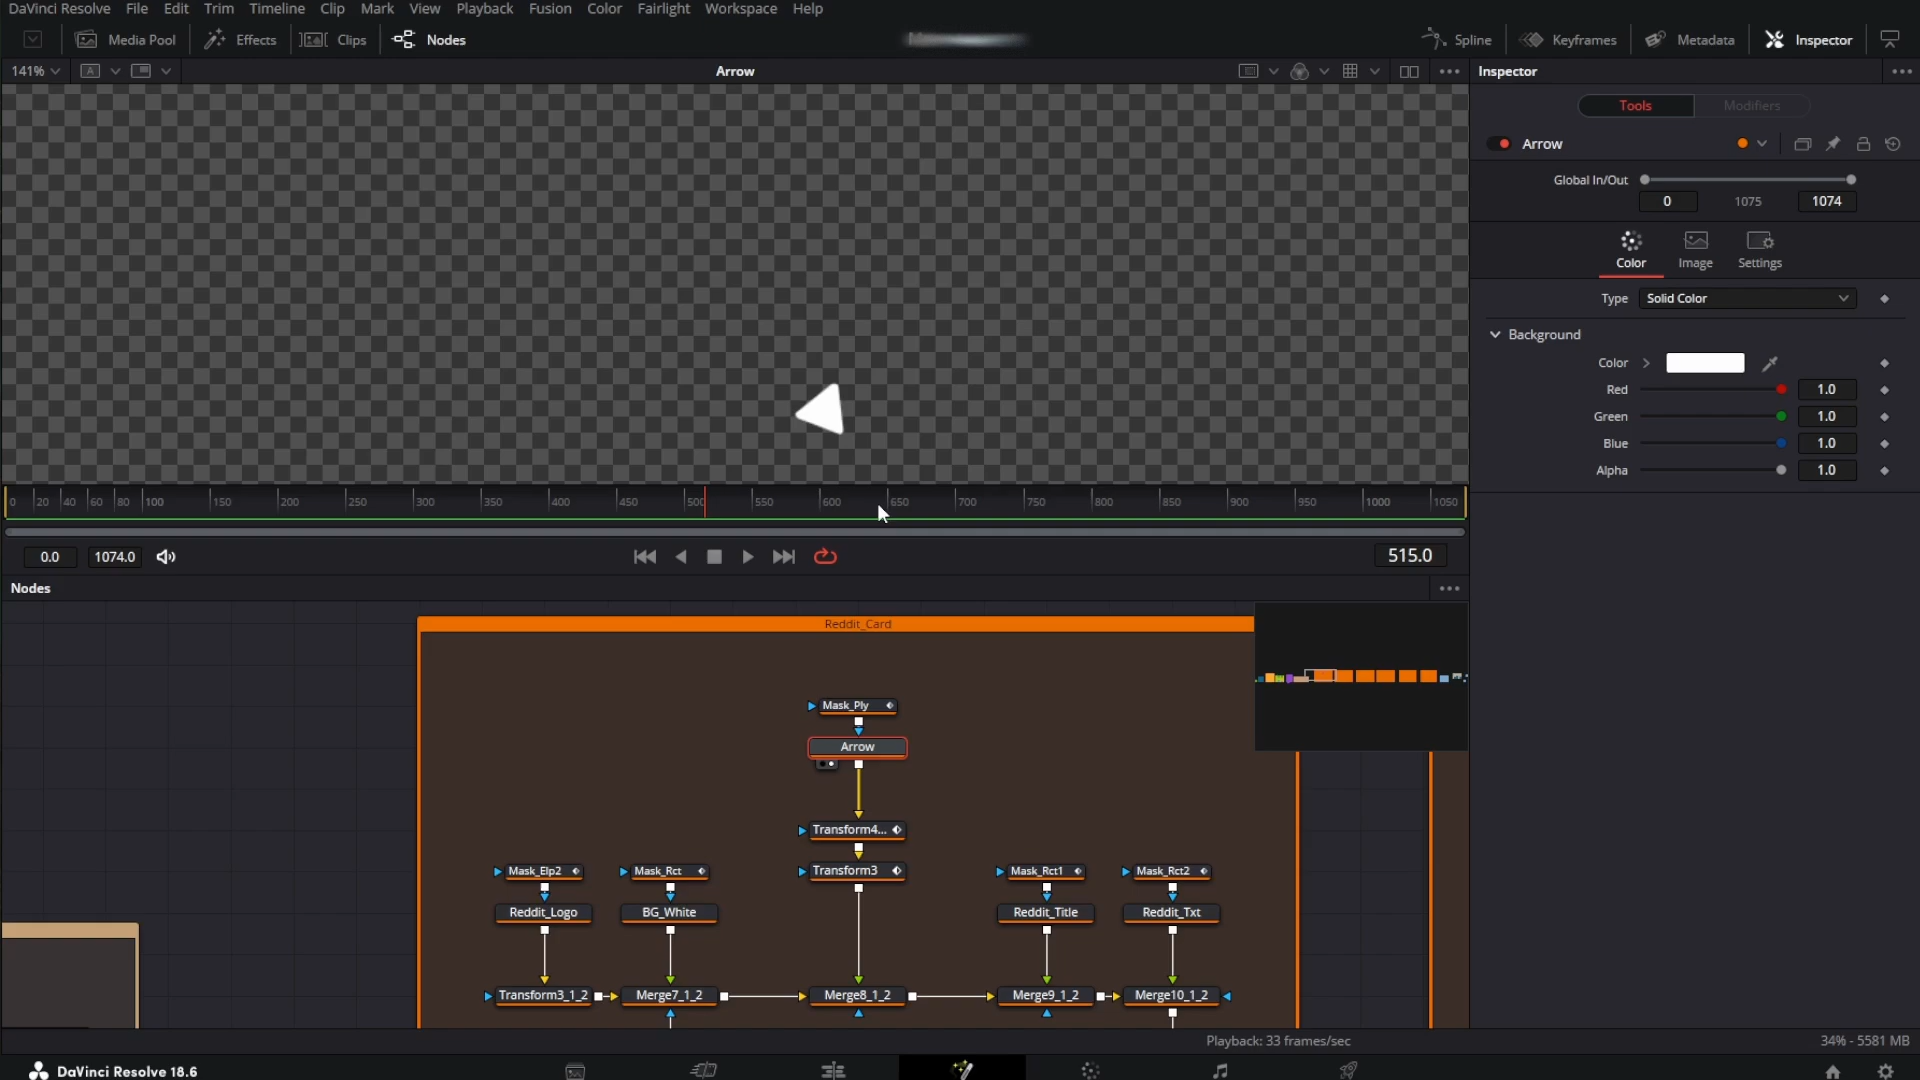 DaVinci Resolve File Edit Trim Timeline Clip Mark View Playback Fusion Color Fairlight Workspace Help
Media Pool Effects Clips Nodes Spline Keyframes Metadata Inspector
141% A Arrow Inspector
Tools Modifiers
Arrow
Global In/Out
0 1075 1074
Color Image Settings
Type Solid Color
Background
Color
Red 1.0
Green 1.0
Blue 1.0
Alpha 1.0
0 20 40 60 80 100 150 200 250 300 350 400 450 500 550 600 650 700 750 800 850 900 950 1000 1050
0.0 1074.0 515.0
Nodes
Reddit_Card
Mask_Ply
Arrow
Transform4...
Mask_Elp2 Mask_Rct Transform3 Mask_Rct1 Mask_Rct2
Reddit_Logo BG_White Reddit_Title Reddit_Txt
Transform3_1_2 Merge7_1_2 Merge8_1_2 Merge9_1_2 Merge10_1_2
Playback: 33 frames/sec 34% - 5581 MB
DaVinci Resolve 18.6